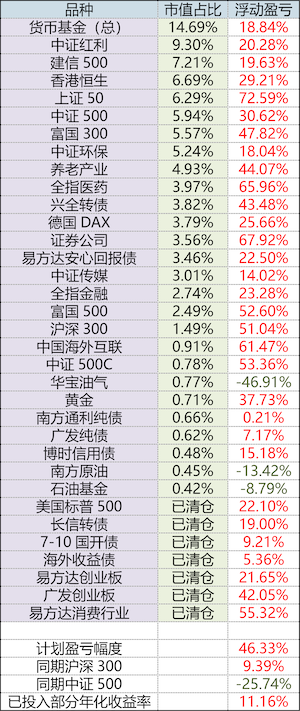 品种 市值占比 浮动盈亏
货币基金（总） 14.69% 18.84%
中证红利 9.30% 20.28%
建信 500 7.21% 19.63%
香港恒生 6.69% 29.21%
上证 50 6.29% 72.59%
中证 500 5.94% 30.62%
富国 300 5.57% 47.82%
中证环保 5.24% 18.04%
养老产业 4.93% 44.07%
全指医药 3.97% 65.96%
兴全转债 3.82% 43.48%
德国 DAX 3.79% 25.66%
证券公司 3.56% 67.92%
易方达安心回报债 3.46% 22.50%
中证传媒 3.01% 14.02%
全指金融 2.74% 23.28%
富国 500 2.49% 52.60%
沪深 300 1.49% 51.04%
中国海外互联 0.91% 61.47%
中证 500C 0.78% 53.36%
华宝油气 0.77% -46.91%
黄金 0.71% 37.73%
南方通利纯债 0.66% 0.21%
广发纯债 0.62% 7.17%
博时信用债 0.48% 15.18%
南方原油 0.45% -13.42%
石油基金 0.42% -8.79%
美国标普 500 已清仓 22.10%
长信转债 已清仓 19.00%
7-10 国开债 已清仓 9.21%
海外收益债 已清仓 5.36%
易方达创业板 已清仓 21.65%
广发创业板 已清仓 42.05%
易方达消费行业 已清仓 55.32%
计划盈亏幅度 46.33%
同期沪深 300 9.39%
同期中证 500 -25.74%
已投入部分年化收益率 11.16%